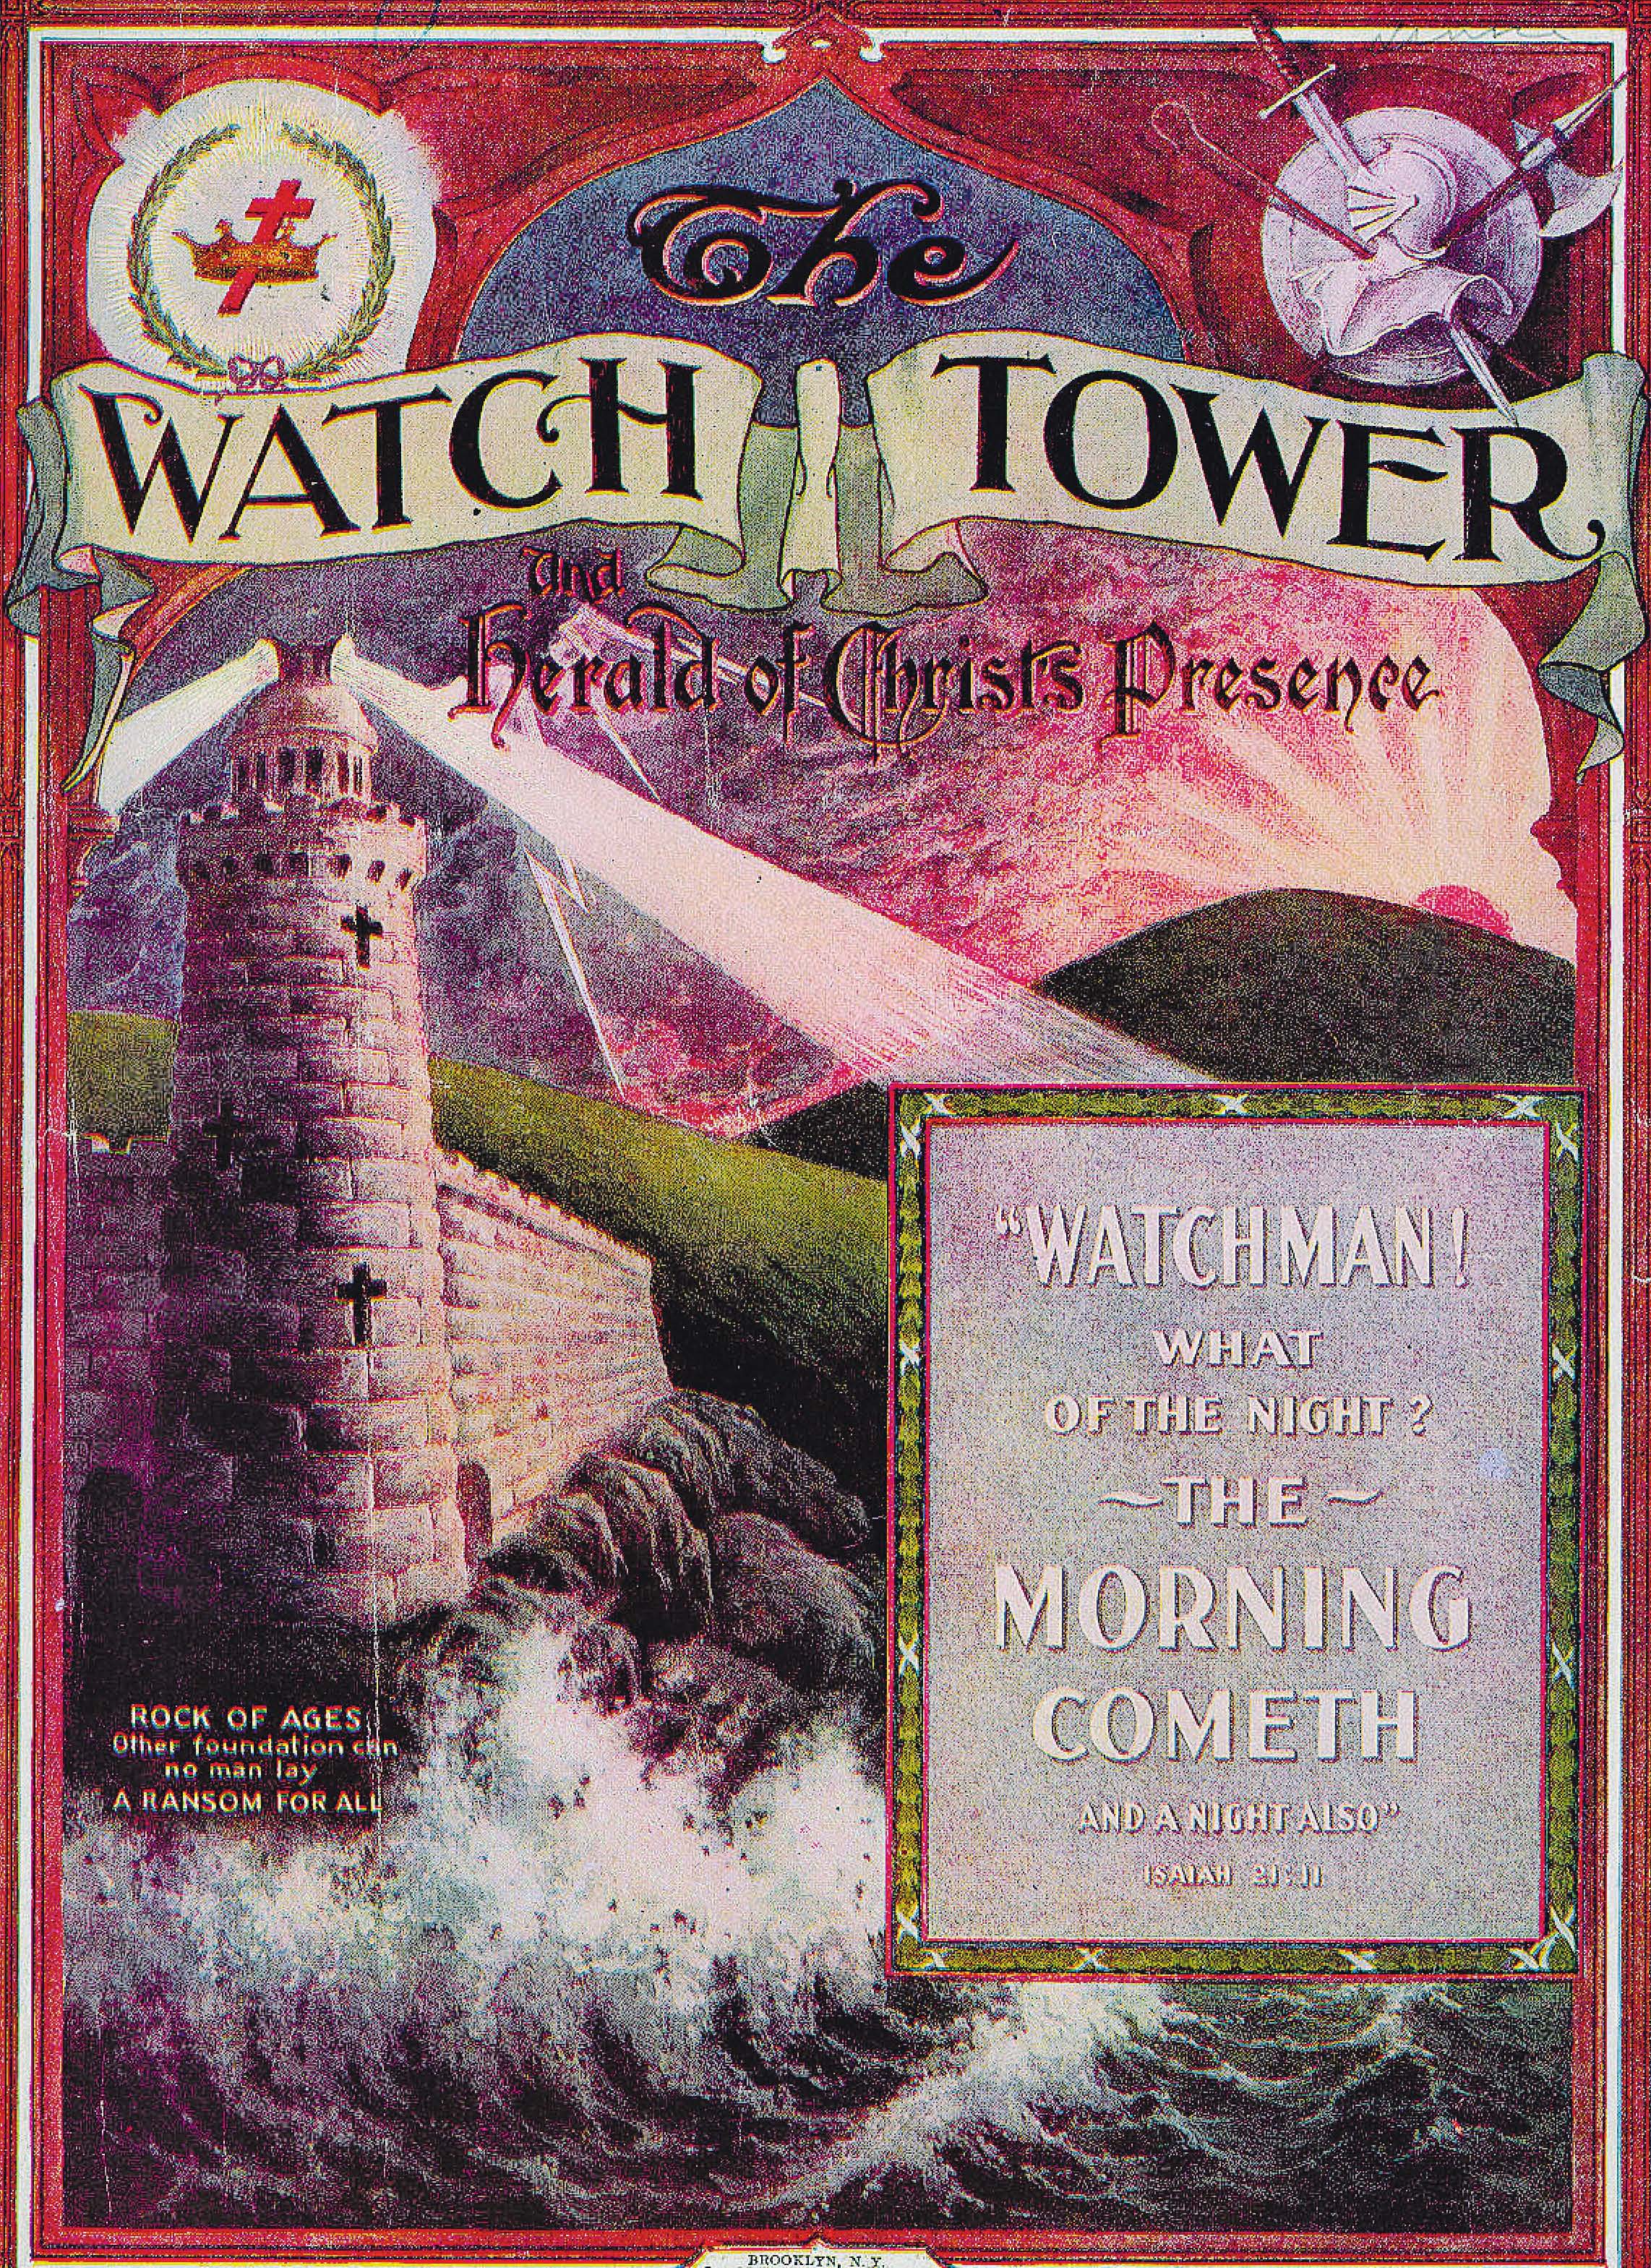 The
WATCH TOWER
and
Herald of Christ's Presence
"WATCHMAN!
WHAT
OF THE NIGHT?
~THE~
MORNING
COMETH
AND A NIGHT ALSO"
ISAIAH 21:11
ROCK OF AGES
Other foundation can
no man lay
A RANSOM FOR ALL
BROOKLYN, N. Y.